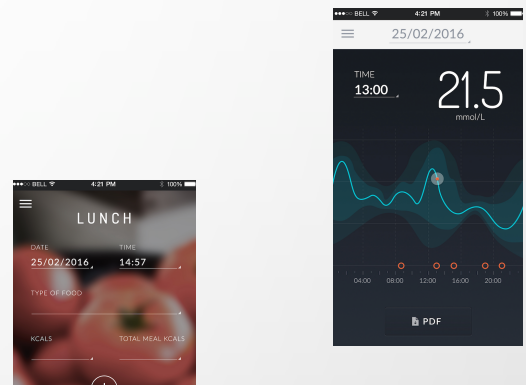 BELL 4:21 PM 100%
25/02/2016
TIME
13:00
21.5
mmol/L
04:00 08:00 12:00 16:00 20:00
PDF
BELL 4:21 PM 100%
LUNCH
DATE TIME
25/02/2016 14:57
TYPE OF FOOD
KCALS TOTAL MEAL KCALS